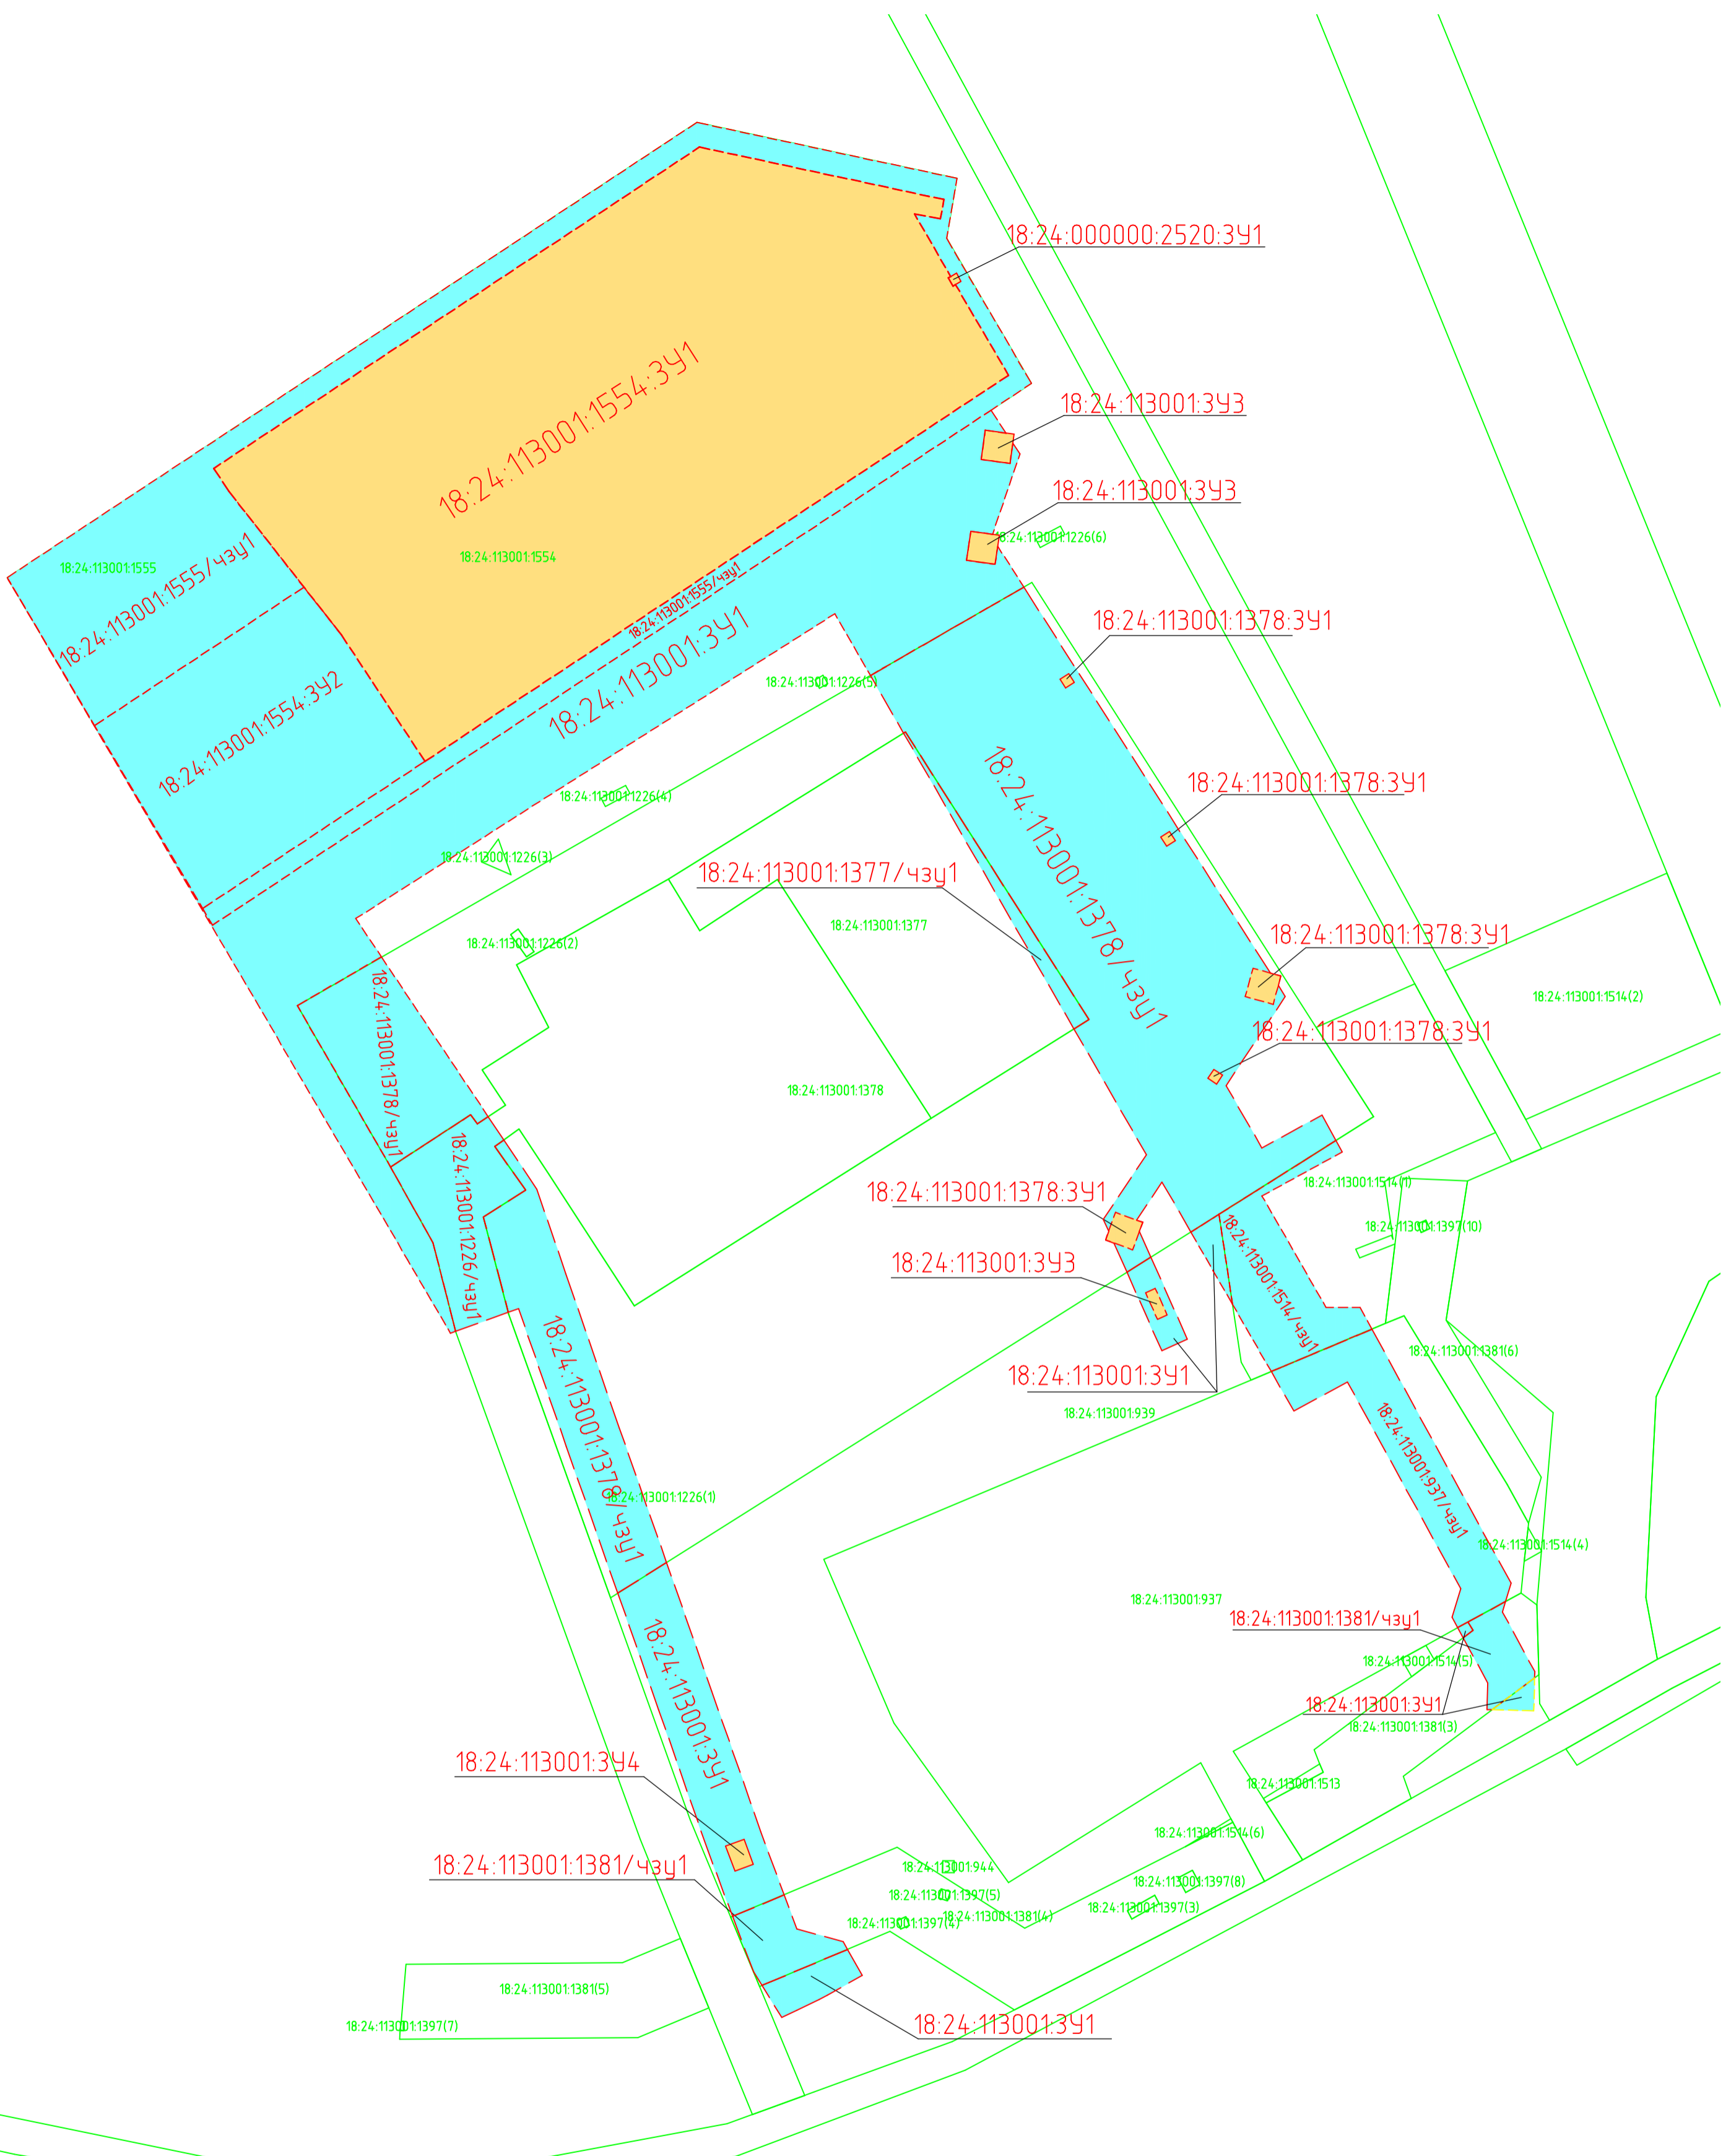 18:24:000000:2520:ЗУ1
18:24:113001:1554:ЗУ1
18:24:113001:ЗУ3
18:24:113001:ЗУ3
18:24:113001:1226(6)
18:24:113001:1554
18:24:113001:1555
18:24:113001:1555/чзу1
18:24:113001:1555/чзу1
18:24:113001:1378:ЗУ1
18:24:113001:ЗУ1
18:24:113001:1226(5)
18:24:113001:1554:ЗУ2
18:24:113001:1378:ЗУ1
18:24:113001:1226(4)
18:24:113001:1226(3)
18:24:113001:1377/чзу1
18:24:113001:1378/чзу1
18:24:113001:1377
18:24:113001:1378:ЗУ1
18:24:113001:1226(2)
18:24:113001:1514(2)
18:24:113001:1378:ЗУ1
18:24:113001:1378/чзу1
18:24:113001:1378
18:24:113001:1514(1)
18:24:113001:1378:ЗУ1
18:24:113001:1226/чзу1
18:24:113001:1397(10)
18:24:113001:ЗУ3
18:24:113001:1514/чзу1
18:24:113001:1381(6)
18:24:113001:ЗУ1
18:24:113001:939
18:24:113001:1378/чзу1
18:24:113001:937/чзу1
18:24:113001:1226(1)
18:24:113001:1514(4)
18:24:113001:937
18:24:113001:1381/чзу1
18:24:113001:1514(5)
18:24:113001:ЗУ1
18:24:113001:ЗУ1
18:24:113001:1381(3)
18:24:113001:ЗУ4
18:24:113001:1513
18:24:113001:1514(6)
18:24:113001:1381/чзу1
18:24:113001:944
18:24:113001:1397(8)
18:24:113001:1397(5)
18:24:113001:1397(3)
18:24:113001:1381(4)
18:24:113001:1397(4)
18:24:113001:1381(5)
18:24:113001:1397(7)
18:24:113001:ЗУ1